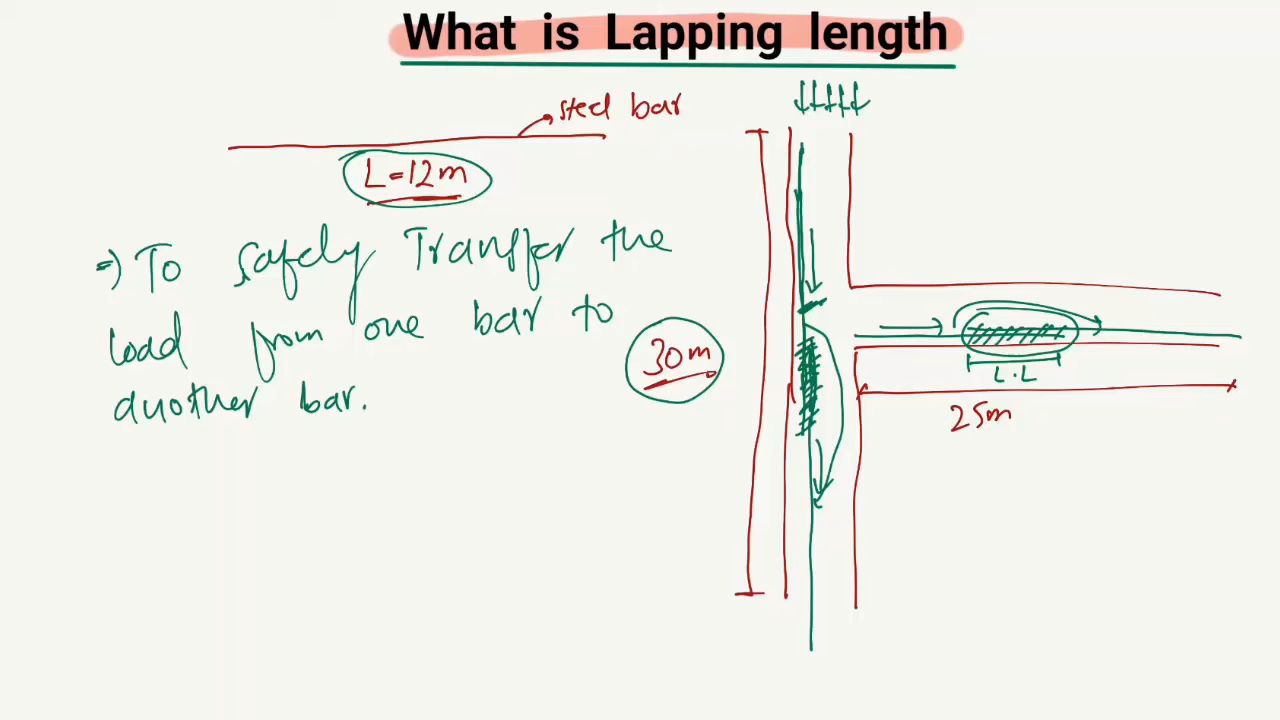 What is Lapping length
steel bar
L=12m
⇒ To safely Transfer the
load from one bar to
another bar.
30m
L.L
25m